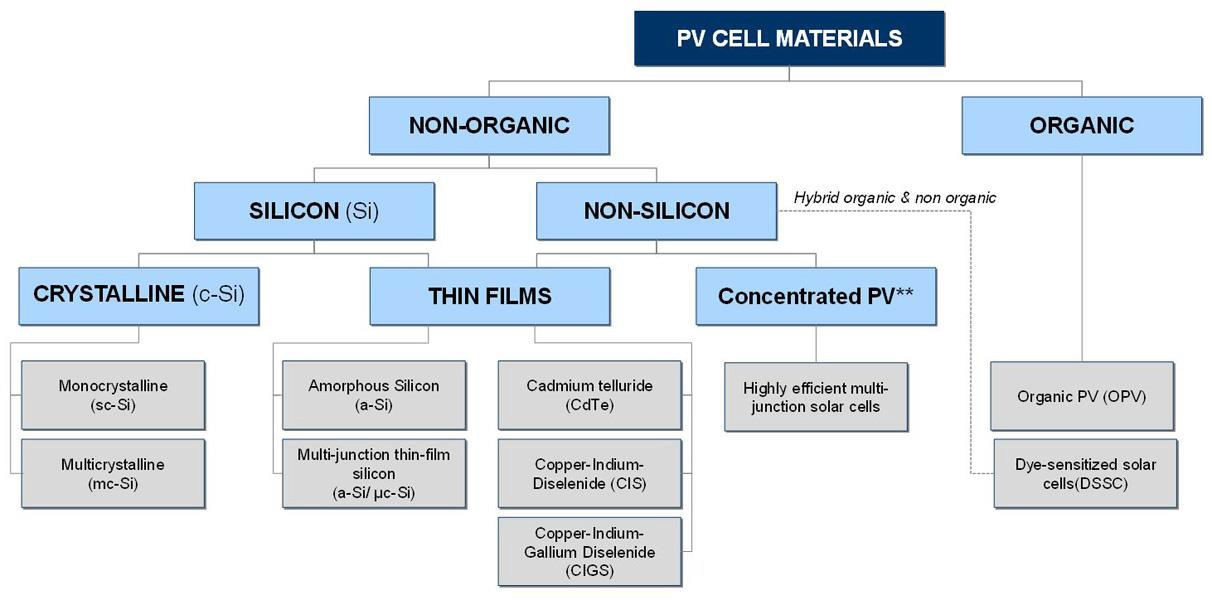 PV CELL MATERIALS
NON-ORGANIC
ORGANIC
SILICON (Si)
NON-SILICON
Hybrid organic & non organic
CRYSTALLINE (c-Si)
THIN FILMS
Concentrated PV**
Monocrystalline
(sc-Si)
Multicrystalline
(mc-Si)
Amorphous Silicon
(a-Si)
Multi-junction thin-film
silicon
(a-Si/ µc-Si)
Cadmium telluride
(CdTe)
Copper-Indium-
Diselenide (CIS)
Copper-Indium-
Gallium Diselenide
(CIGS)
Highly efficient multi-
junction solar cells
Organic PV (OPV)
Dye-sensitized solar
cells(DSSC)